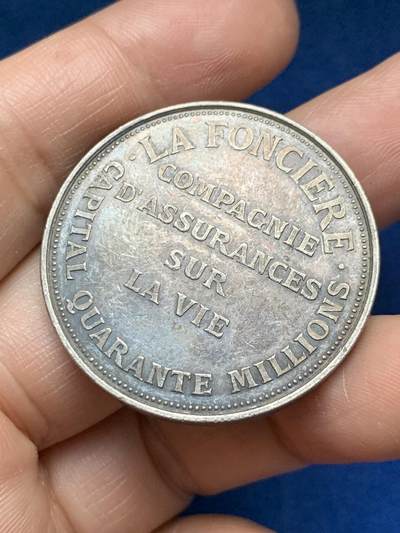 · LA FONCIERE ·
COMPAGNIE
D'ASSURANCES
SUR
LA VIE
CAPITAL QUARANTE MILLIONS